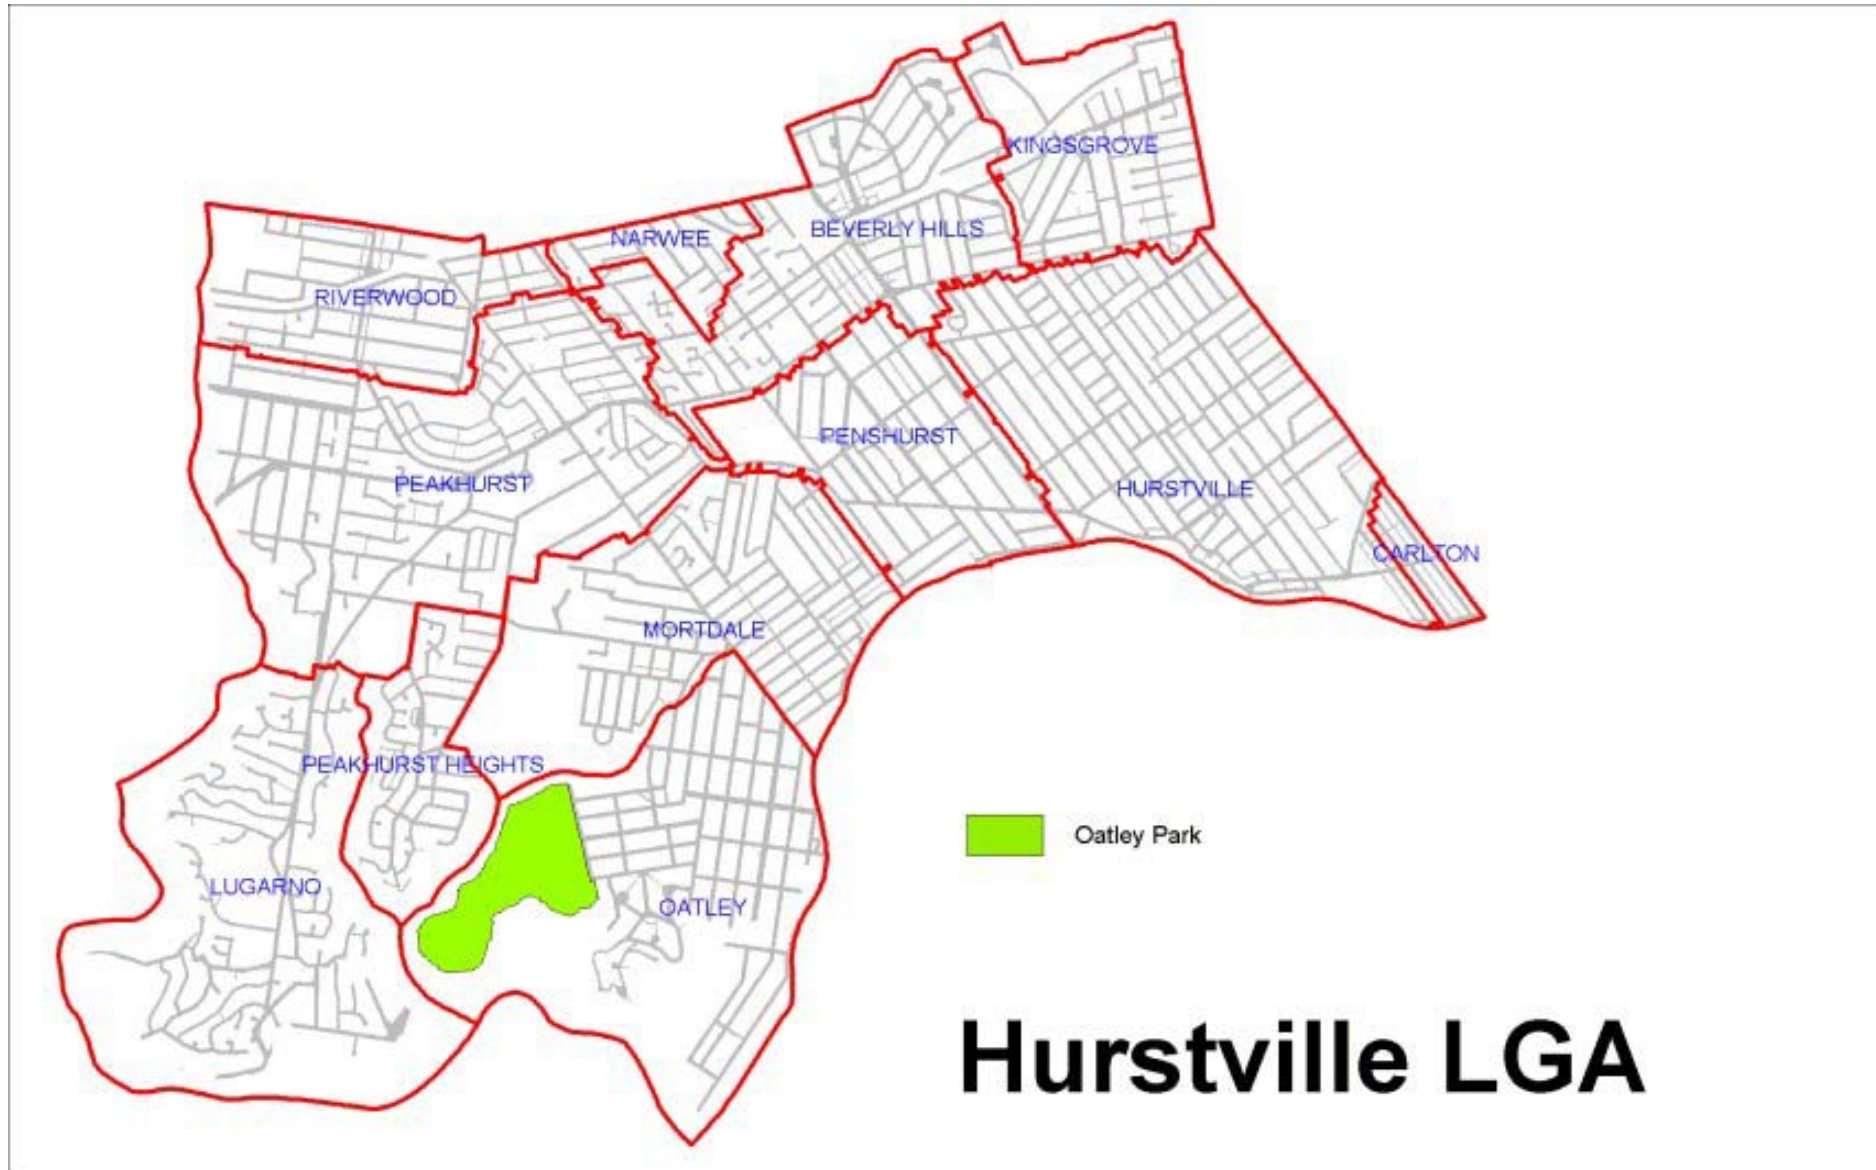 KINGSGROVE
BEVERLY HILLS
NARWEE
RIVERWOOD
PENSHURST
PEAKHURST
HURSTVILLE
CARLTON
MORTDALE
PEAKHURST HEIGHTS
Oatley Park
LUGARNO
OATLEY
Hurstville LGA